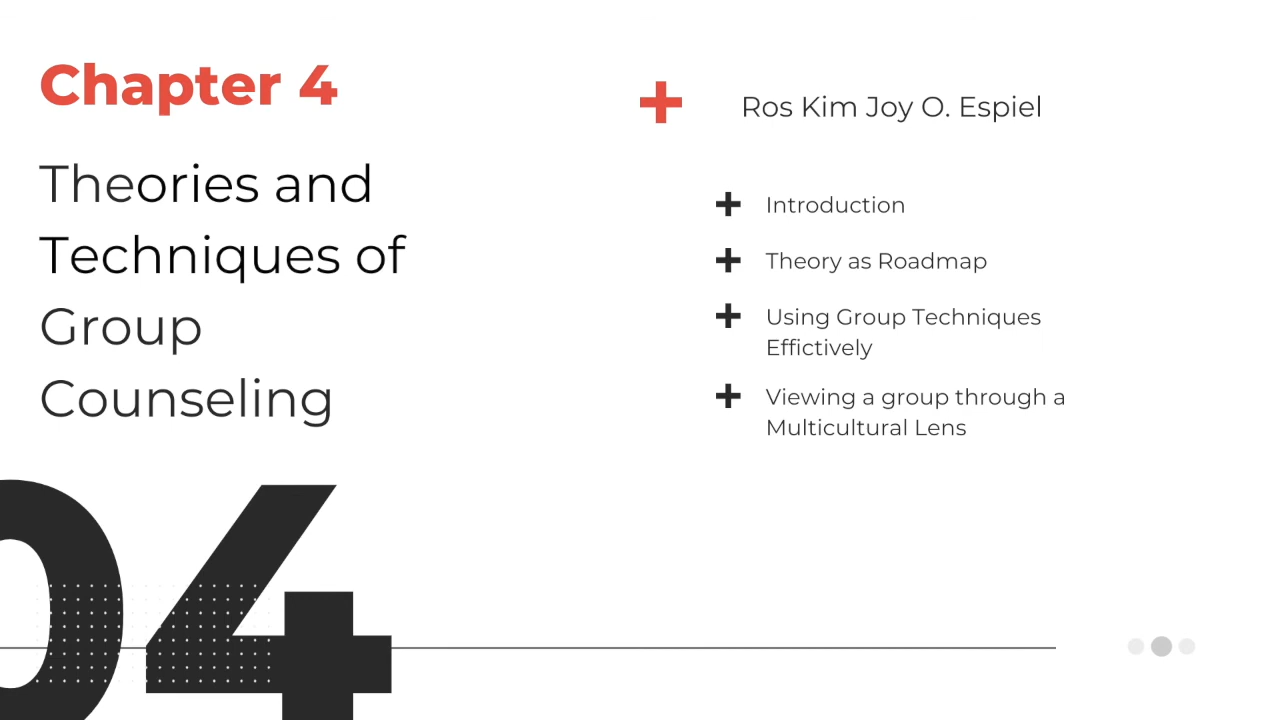 Chapter 4
Theories and
Techniques of
Group
Counseling
04
Ros Kim Joy O. Espiel
Introduction
Theory as Roadmap
Using Group Techniques
Effictively
Viewing a group through a
Multicultural Lens